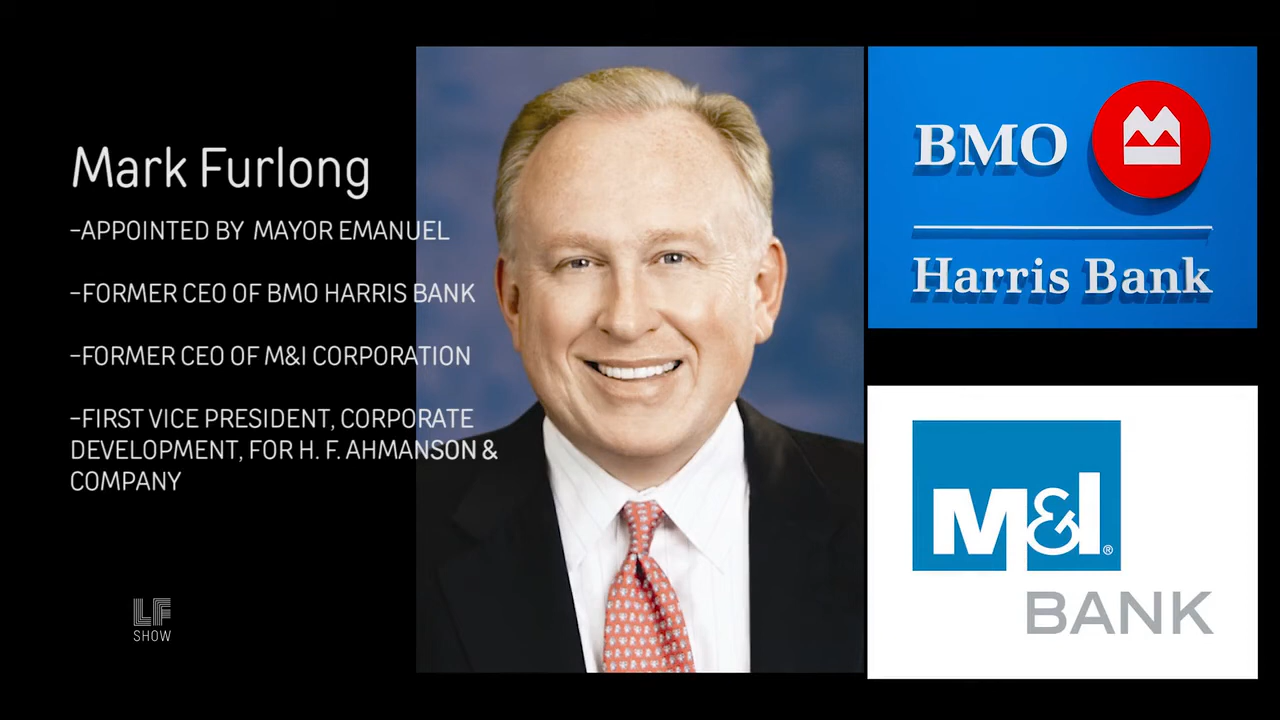 Mark Furlong
-APPOINTED BY  MAYOR EMANUEL
-FORMER CEO OF BMO HARRIS BANK
-FORMER CEO OF M&I CORPORATION
-FIRST VICE PRESIDENT, CORPORATE
DEVELOPMENT, FOR H. F. AHMANSON &
COMPANY
LF
SHOW
BMO
Harris Bank
M&I®
BANK